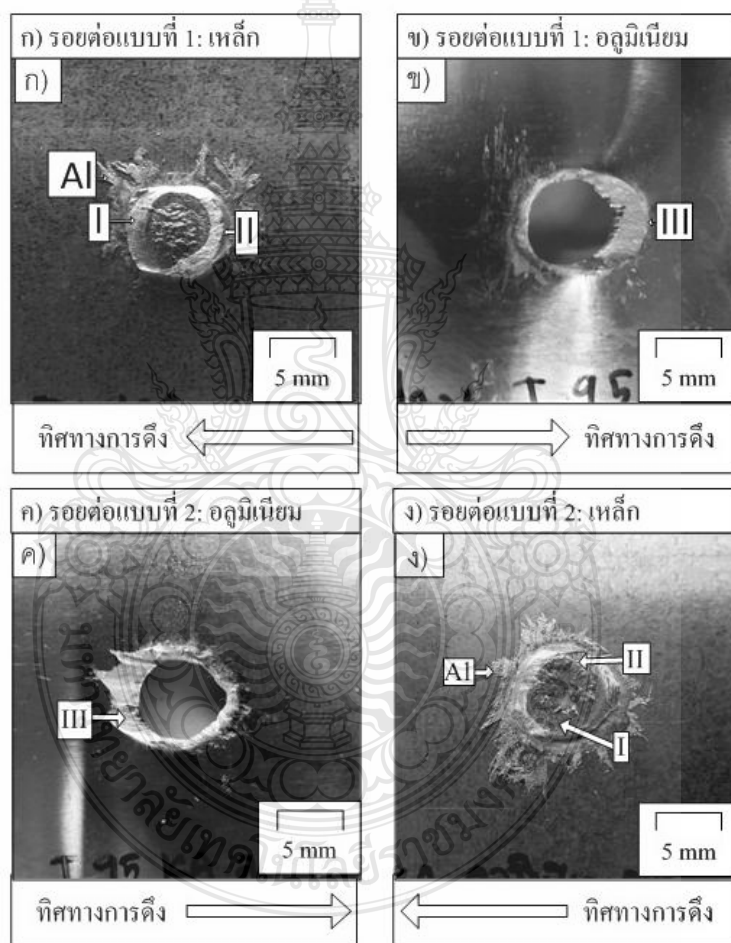 ก) รอยต่อแบบที่ 1: เหล็ก
ข) รอยต่อแบบที่ 1: อลูมิเนียม
ก)
Al
I
II
5 mm
ข)
III
T 95
5 mm
ทิศทางการดึง
ทิศทางการดึง
ค) รอยต่อแบบที่ 2: อลูมิเนียม
ง) รอยต่อแบบที่ 2: เหล็ก
ค)
III
T 95
5 mm
ง)
Al
II
I
5 mm
ทิศทางการดึง
ทิศทางการดึง